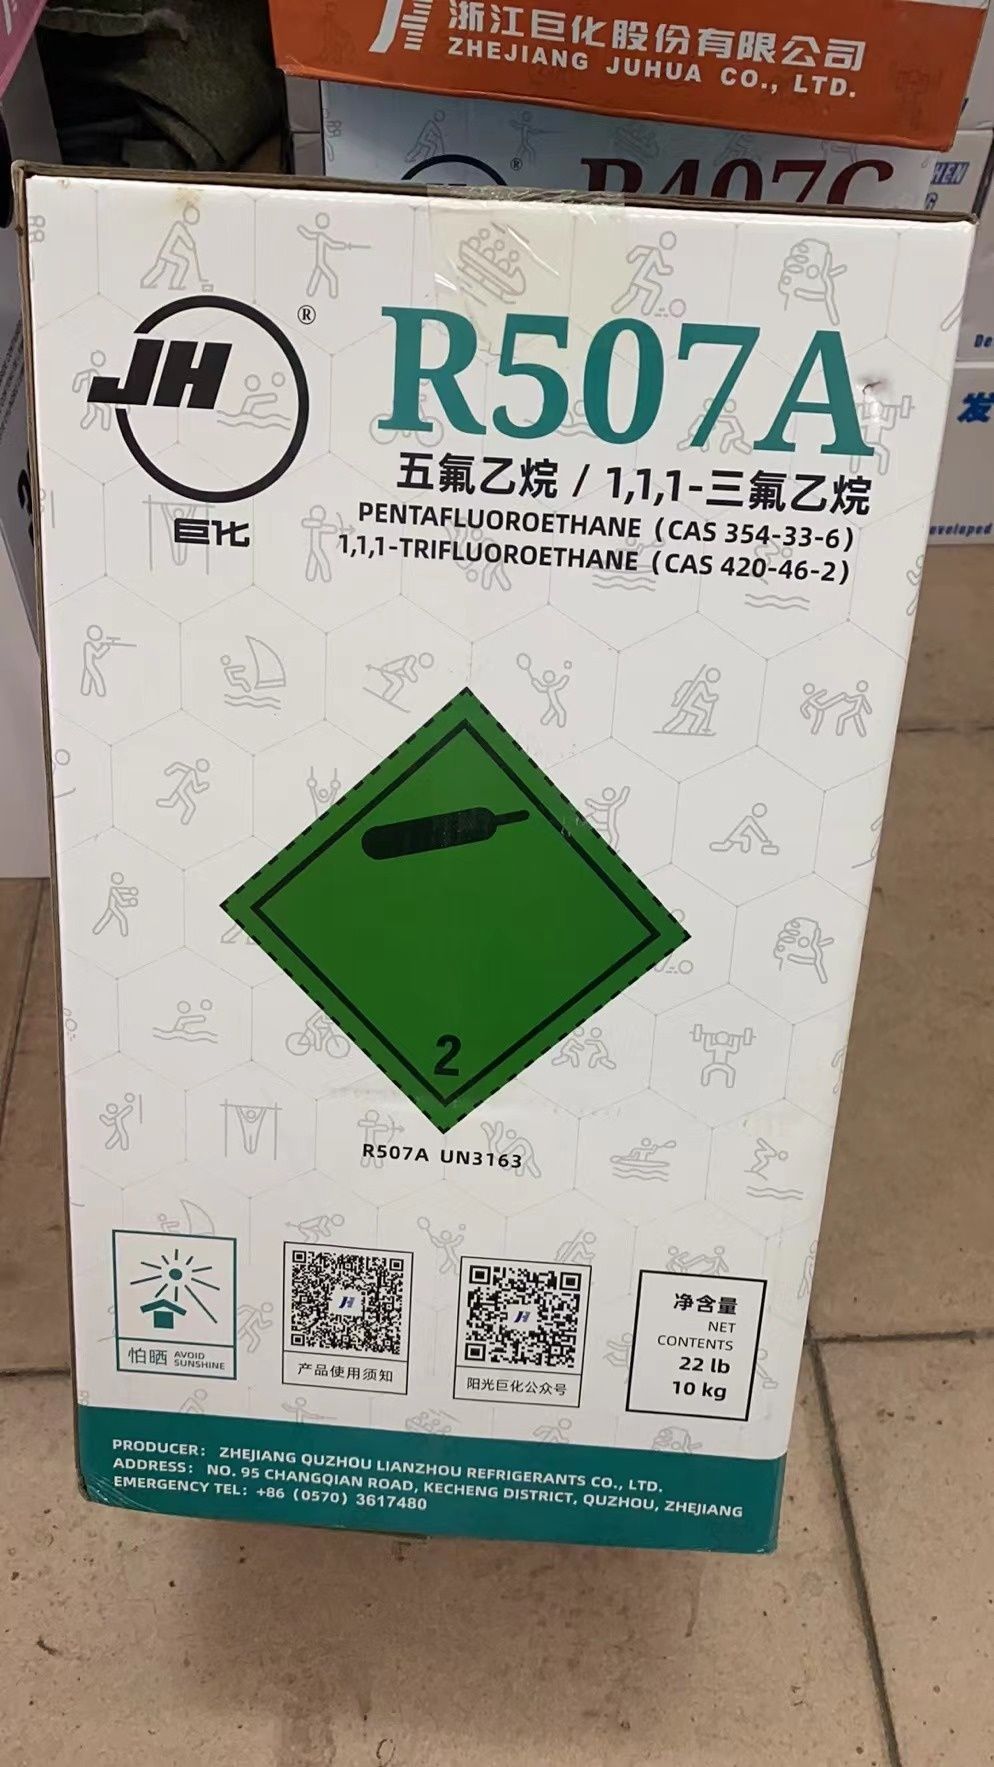 浙江巨化股份有限公司
ZHEJIANG JUHUA CO., LTD.
R407C
JH
®
巨化
R507A
五氟乙烷 / 1,1,1-三氟乙烷
PENTAFLUOROETHANE (CAS 354-33-6)
1,1,1-TRIFLUOROETHANE (CAS 420-46-2)
2
R507A UN3163
怕晒 AVOID SUNSHINE
产品使用须知
阳光巨化公众号
净含量
NET
CONTENTS
22 lb
10 kg
PRODUCER: ZHEJIANG QUZHOU LIANZHOU REFRIGERANTS CO., LTD.
ADDRESS: NO. 95 CHANGQIAN ROAD, KECHENG DISTRICT, QUZHOU, ZHEJIANG
EMERGENCY TEL: +86 (0570) 3617480